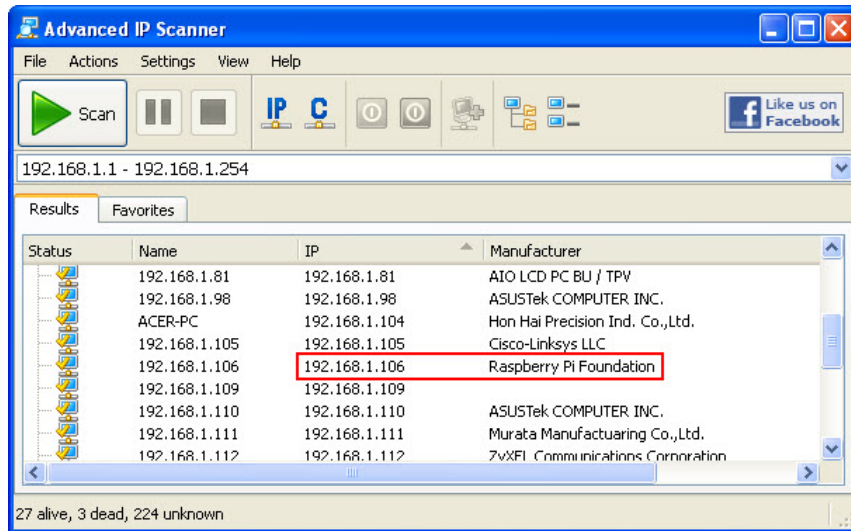 Advanced IP Scanner
File Actions Settings View Help
Scan IP C Like us on
Facebook
192.168.1.1 - 192.168.1.254
Results Favorites
Status Name IP Manufacturer
192.168.1.81 192.168.1.81 AIO LCD PC BU / TPV
192.168.1.98 192.168.1.98 ASUSTek COMPUTER INC.
ACER-PC 192.168.1.104 Hon Hai Precision Ind. Co.,Ltd.
192.168.1.105 192.168.1.105 Cisco-Linksys LLC
192.168.1.106 192.168.1.106 Raspberry Pi Foundation
192.168.1.109 192.168.1.109
192.168.1.110 192.168.1.110 ASUSTek COMPUTER INC.
192.168.1.111 192.168.1.111 Murata Manufactuaring Co.,Ltd.
192.168.1.112 192.168.1.112 ZyXEL Communications Corporation
27 alive, 3 dead, 224 unknown